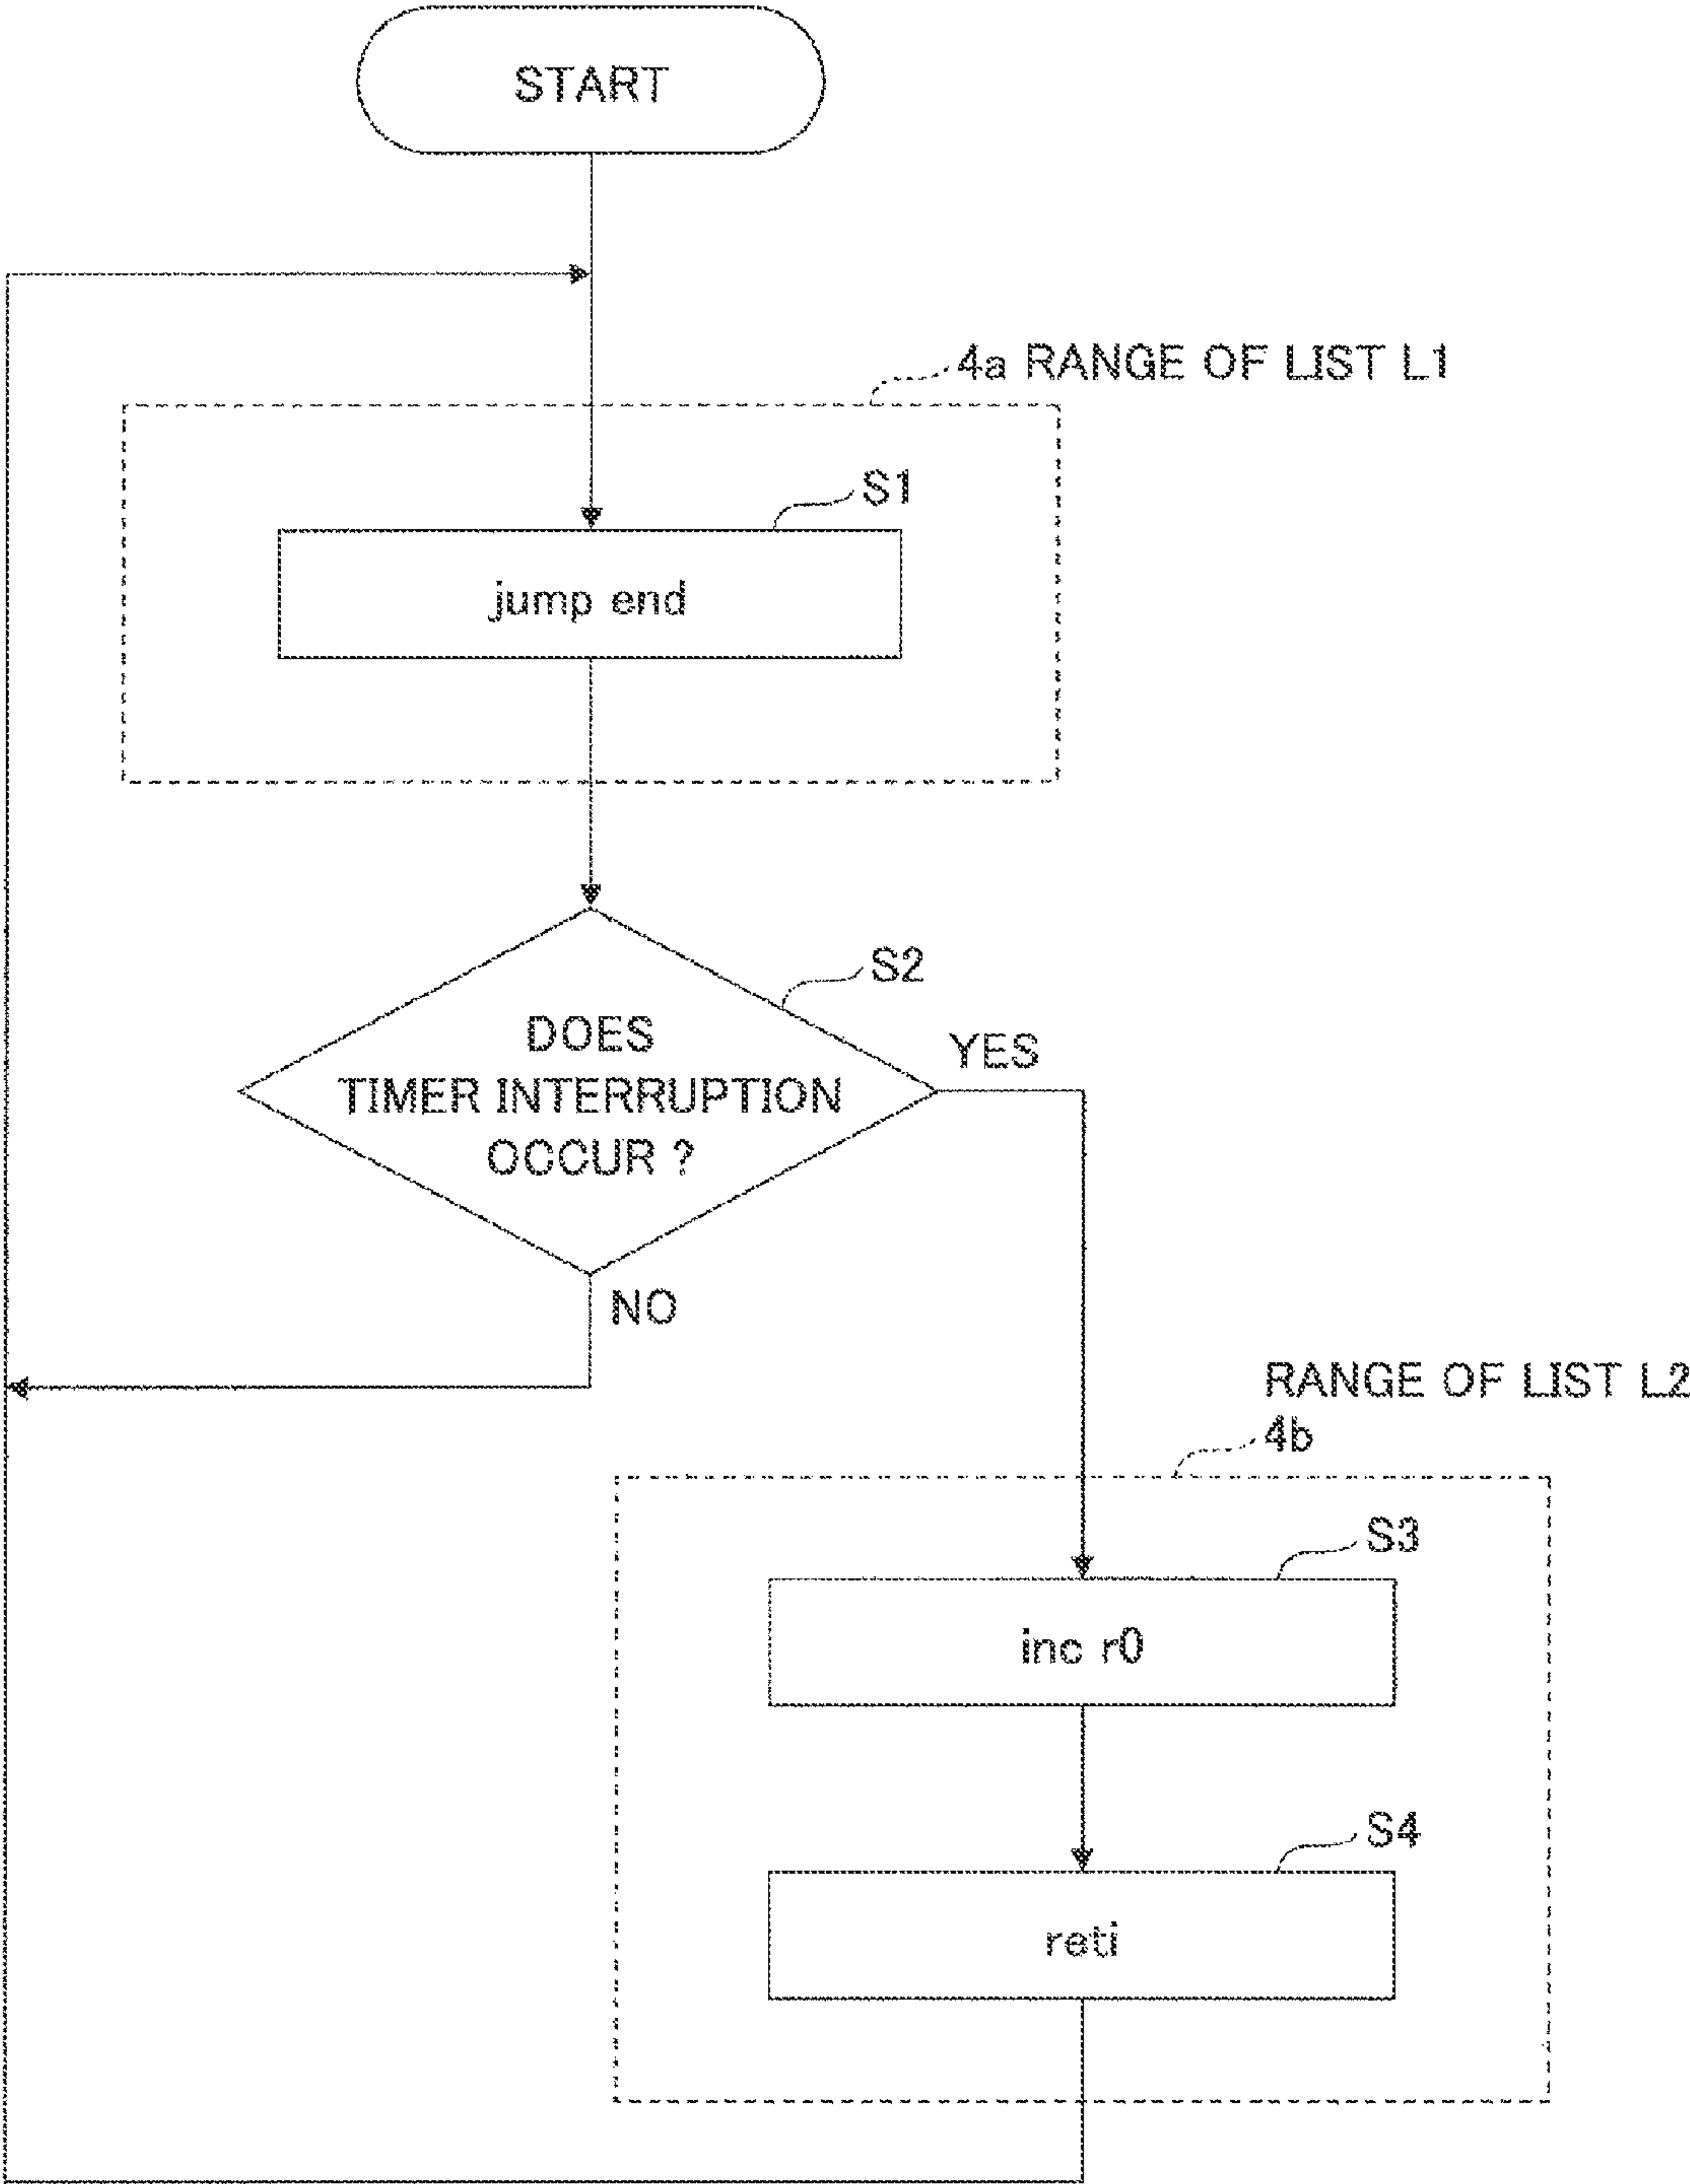 START
4a RANGE OF LIST L1
S1
jump end
S2
DOES
TIMER INTERRUPTION
OCCUR ?
YES
NO
RANGE OF LIST L2
4b
S3
inc r0
S4
reti